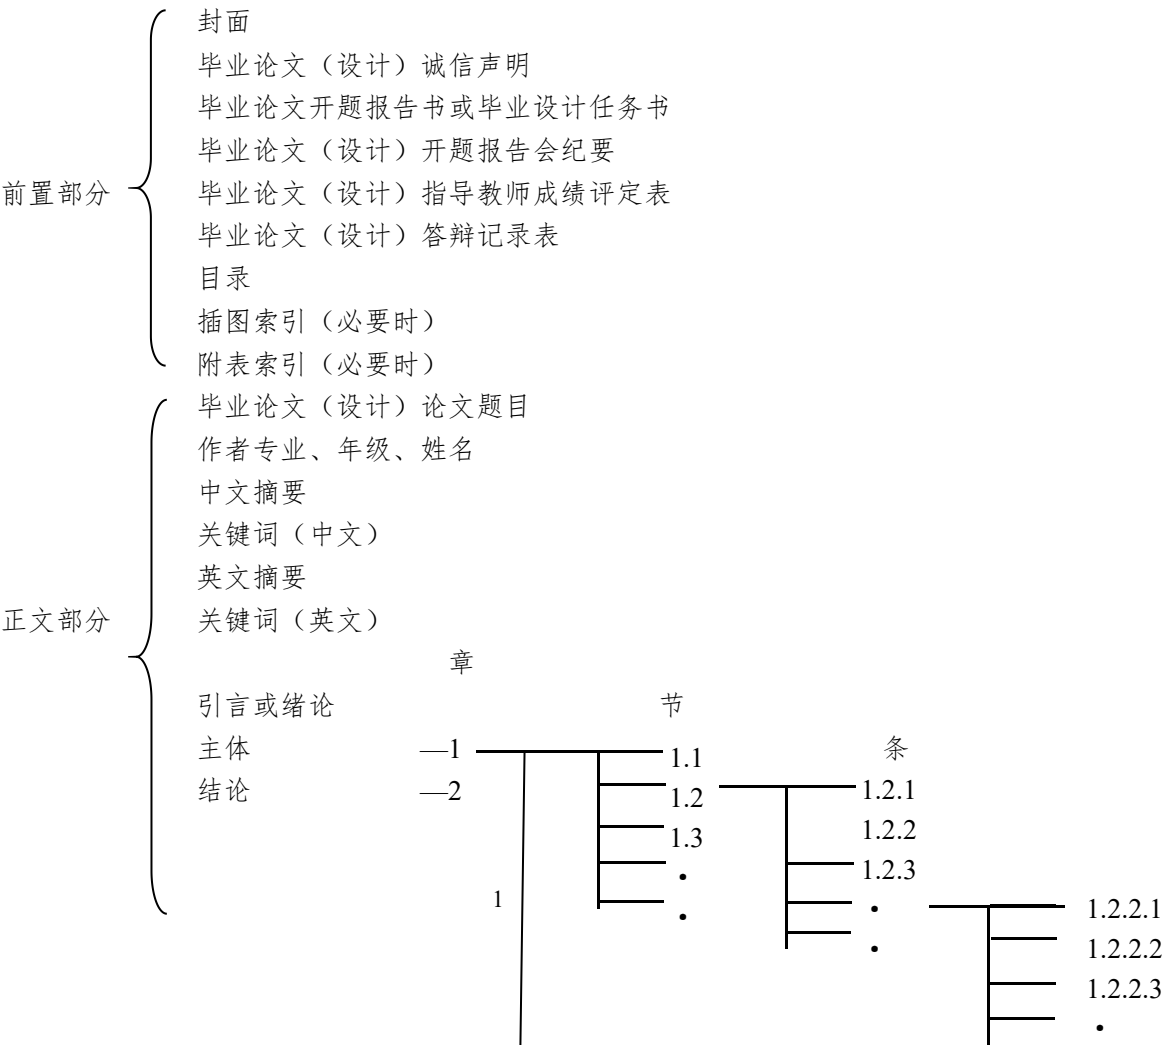 封面
毕业论文（设计）诚信声明
毕业论文开题报告书或毕业设计任务书
毕业论文（设计）开题报告会纪要
前置部分 毕业论文（设计）指导教师成绩评定表
毕业论文（设计）答辩记录表
目录
插图索引（必要时）
附表索引（必要时）
毕业论文（设计）论文题目
作者专业、年级、姓名
中文摘要
关键词（中文）
英文摘要
正文部分 关键词（英文）
章
引言或绪论 节
主体 —1 1.1 条
结论 —2 1.2 1.2.1
1.3 1.2.2
· 1.2.3
1 · · 1.2.2.1
· 1.2.2.2
1.2.2.3
·